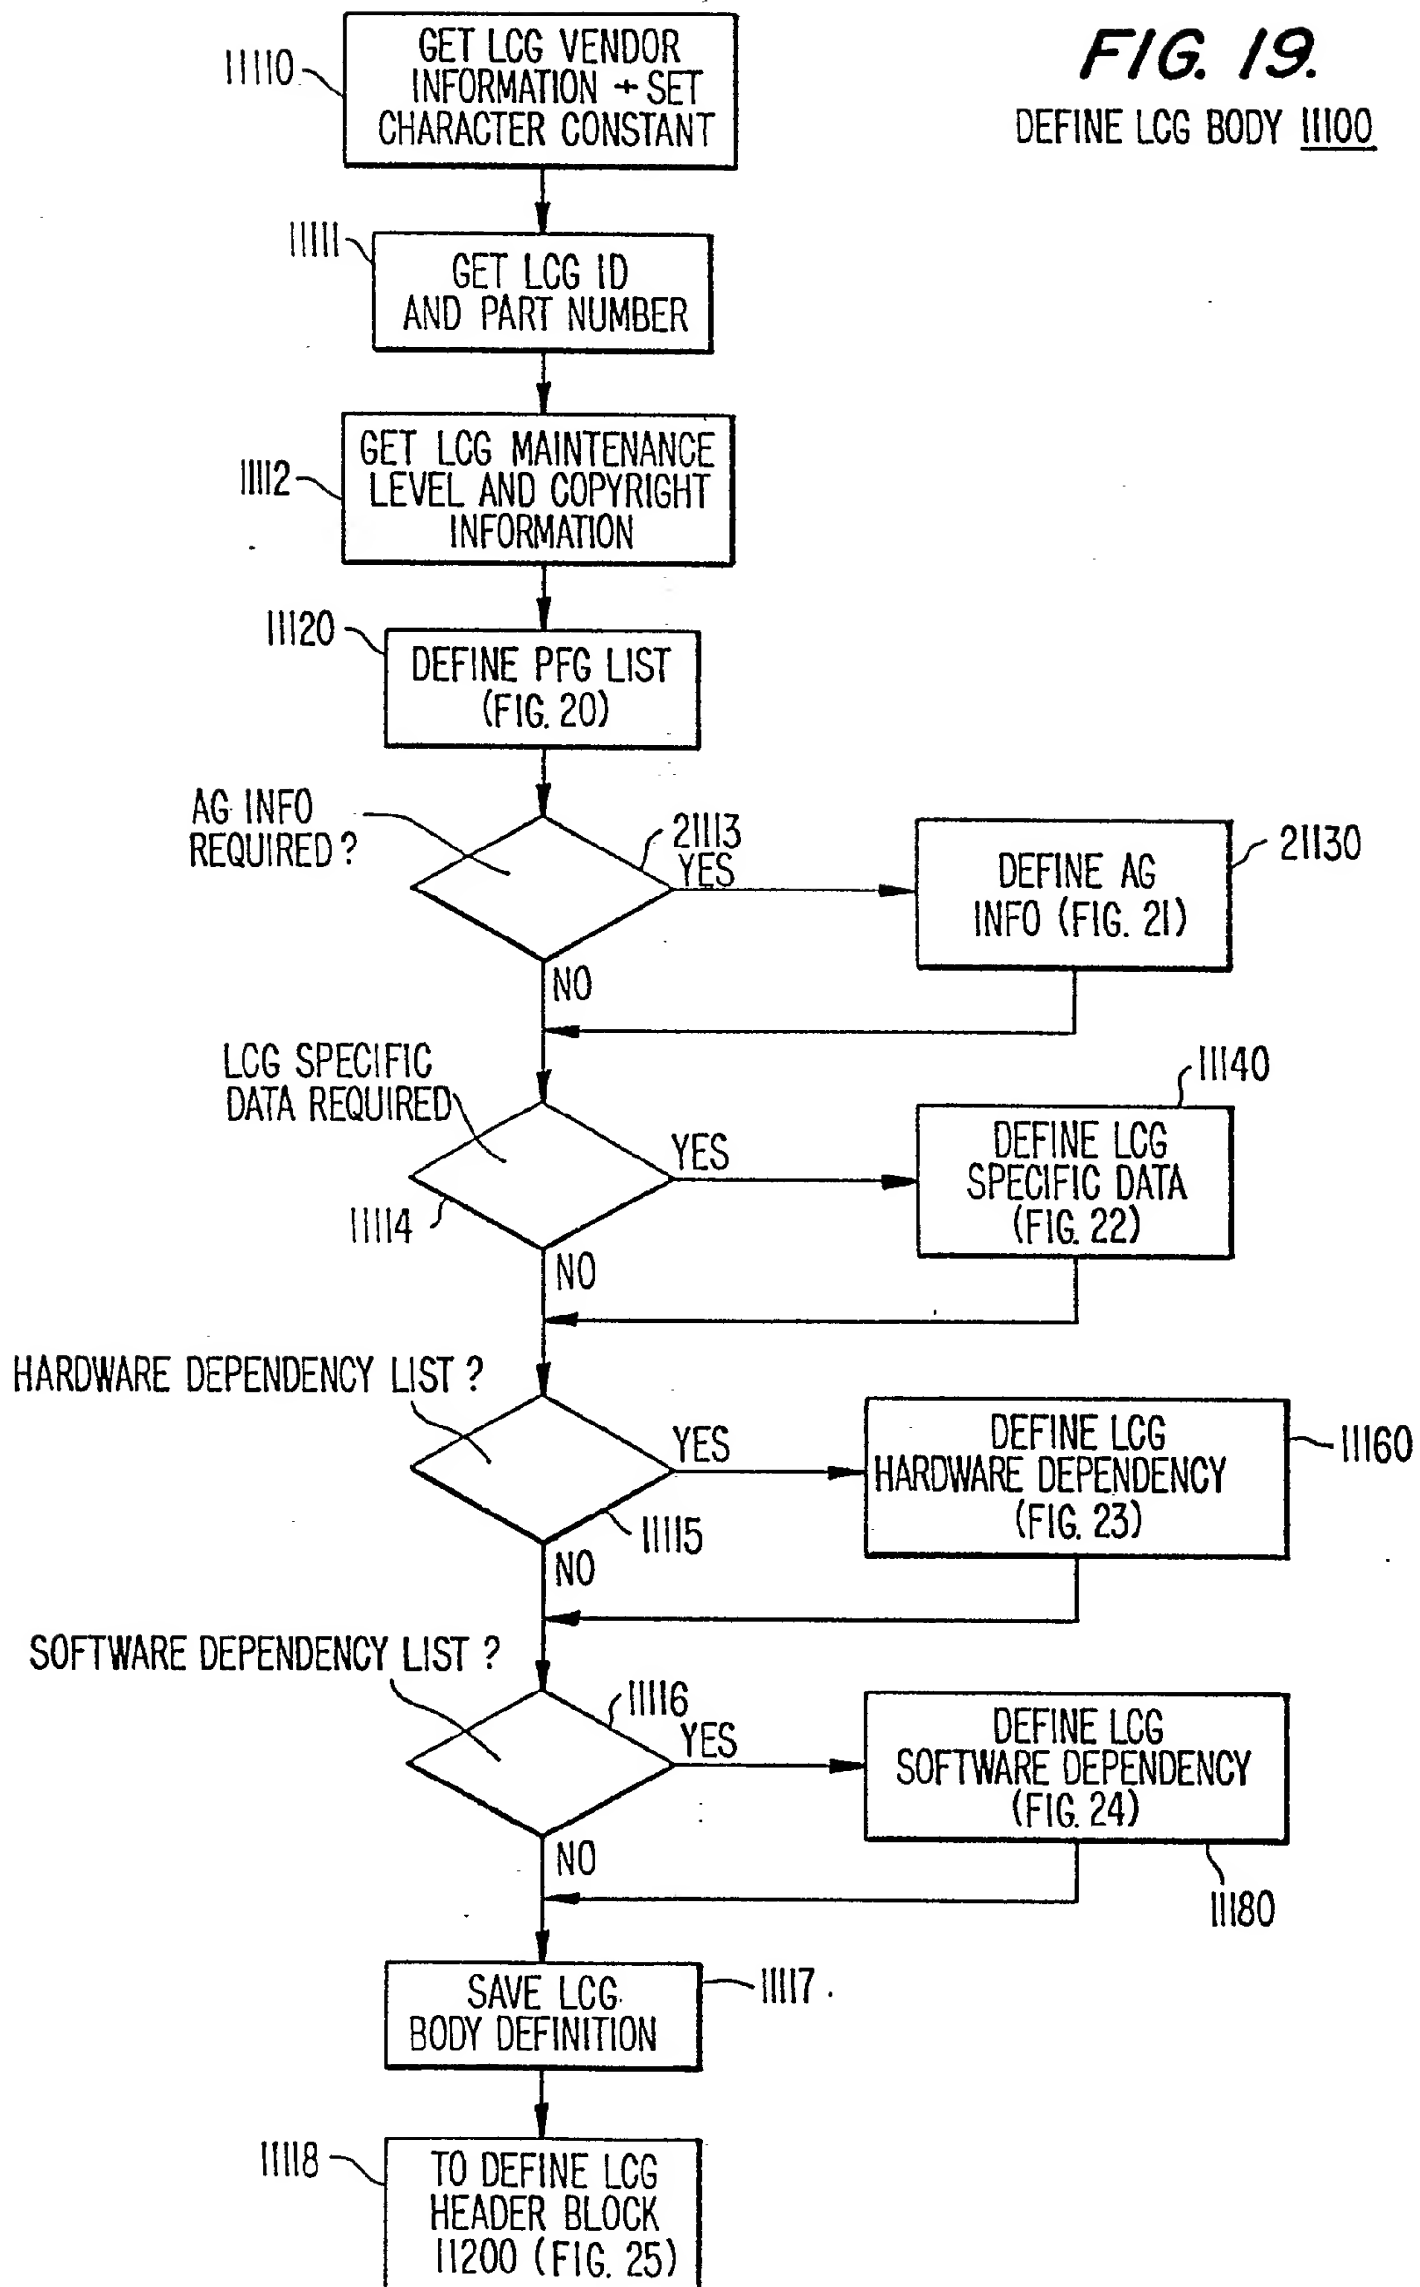 FIG. 19.
DEFINE LCG BODY 11100
11110
GET LCG VENDOR
INFORMATION + SET
CHARACTER CONSTANT
11111
GET LCG ID
AND PART NUMBER
11112
GET LCG MAINTENANCE
LEVEL AND COPYRIGHT
INFORMATION
11120
DEFINE PFG LIST
(FIG. 20)
AG INFO
REQUIRED ?
21113
YES
NO
21130
DEFINE AG
INFO (FIG. 21)
LCG SPECIFIC
DATA REQUIRED
11114
YES
NO
11140
DEFINE LCG
SPECIFIC DATA
(FIG. 22)
HARDWARE DEPENDENCY LIST ?
YES
11115
NO
DEFINE LCG
HARDWARE DEPENDENCY
(FIG. 23)
11160
SOFTWARE DEPENDENCY LIST ?
11116
YES
NO
DEFINE LCG
SOFTWARE DEPENDENCY
(FIG. 24)
11180
SAVE LCG
BODY DEFINITION
11117
11118
TO DEFINE LCG
HEADER BLOCK
11200 (FIG. 25)